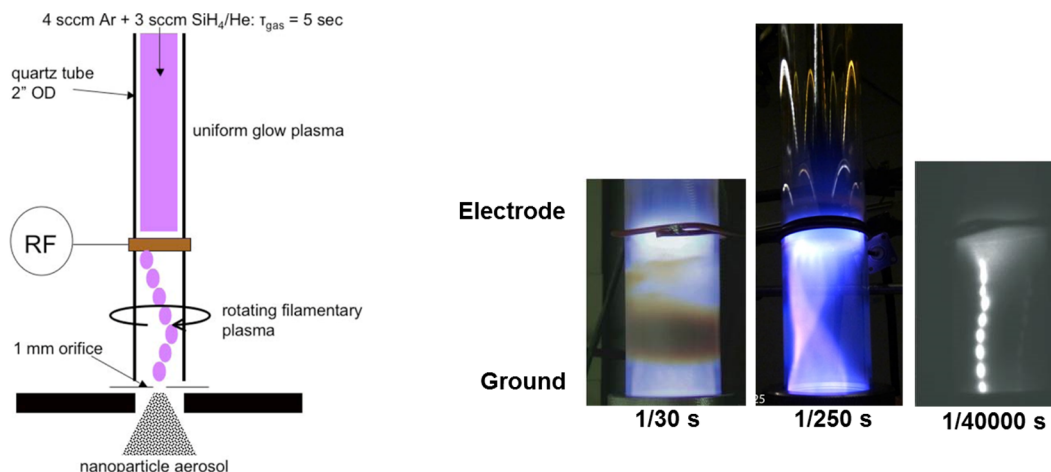 4 sccm Ar + 3 sccm SiH4/He: τgas = 5 sec
quartz tube
2" OD
uniform glow plasma
RF
rotating filamentary
plasma
1 mm orifice
nanoparticle aerosol
Electrode
Ground
25
1/30 s
1/250 s
1/40000 s